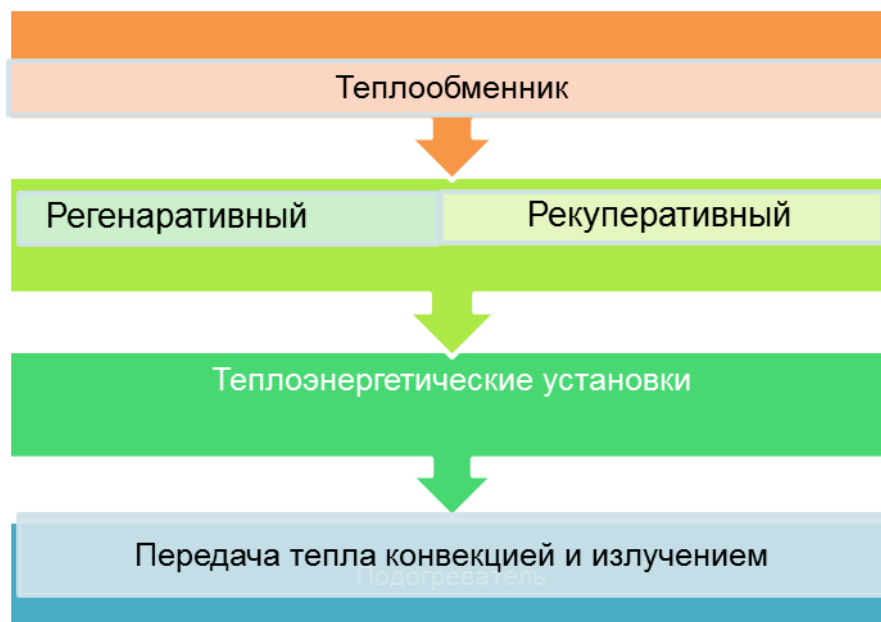 Теплообменник
Регенаративный
Рекуперативный
Теплоэнергетические установки
Передача тепла конвекцией и излучением
Подогреватель